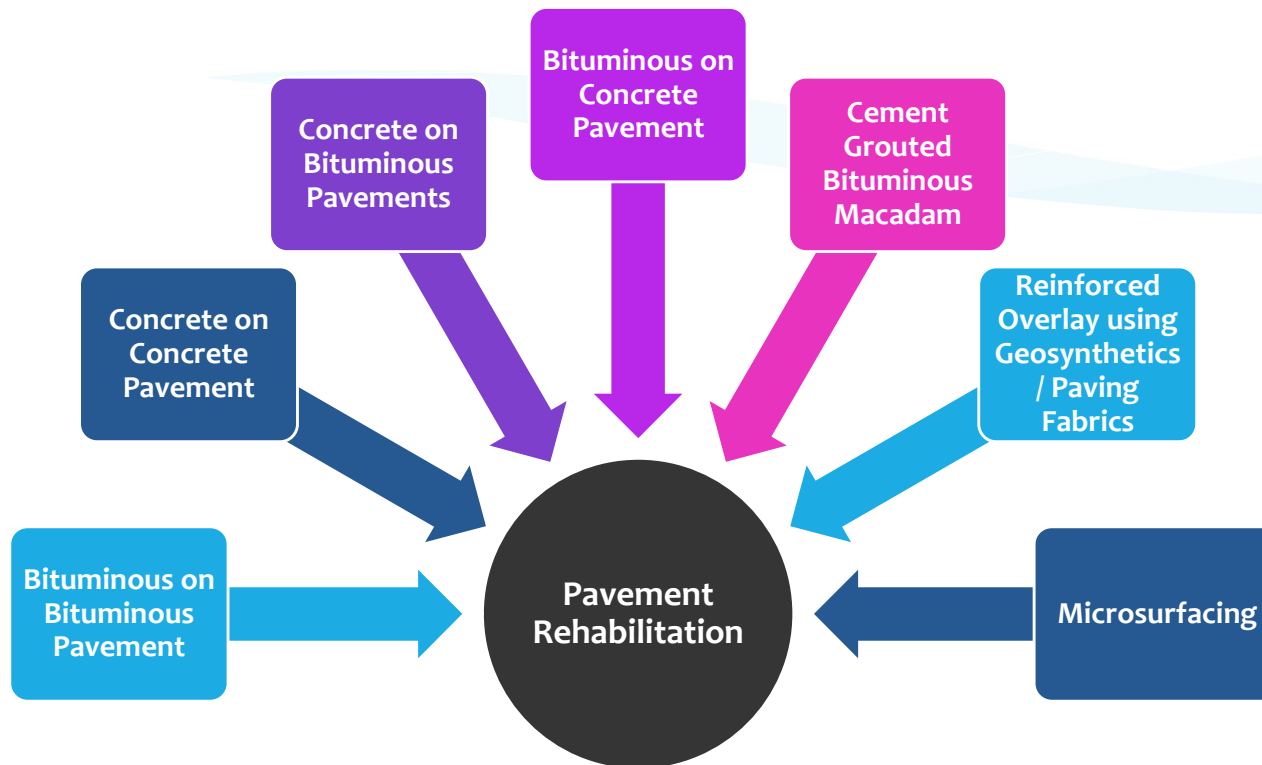 Bituminous on
Concrete
Pavement
Concrete on
Bituminous
Pavements
Cement
Grouted
Bituminous
Macadam
Concrete on
Concrete
Pavement
Reinforced
Overlay using
Geosynthetics
/ Paving
Fabrics
Bituminous on
Bituminous
Pavement
Pavement
Rehabilitation
Microsurfacing